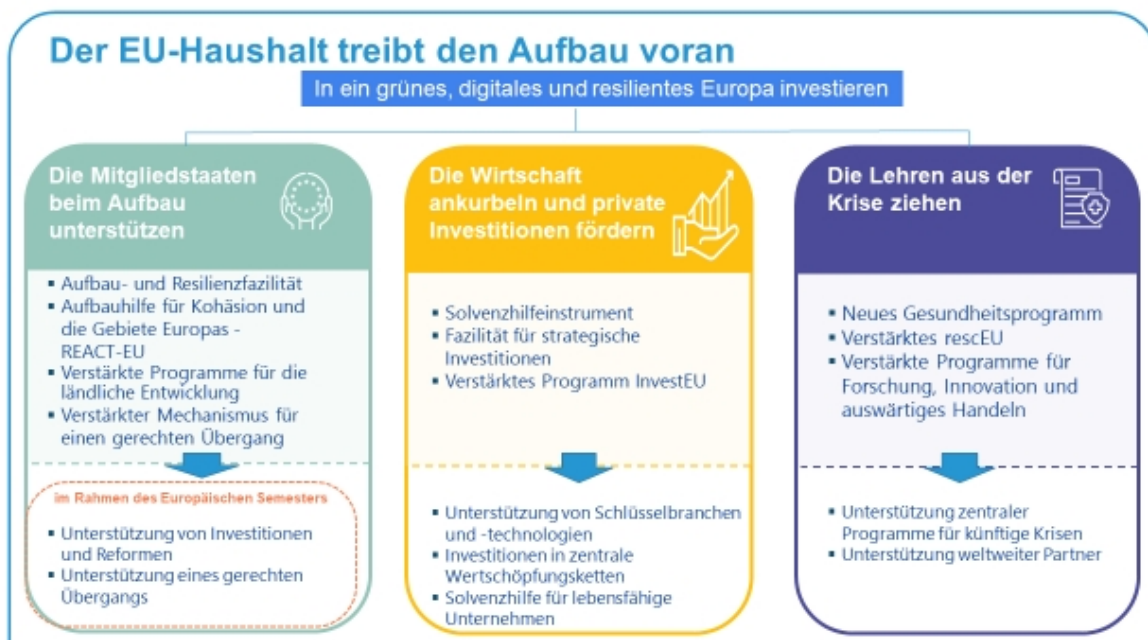 Der EU-Haushalt treibt den Aufbau voran
In ein grünes, digitales und resilientes Europa investieren
Die Mitgliedstaaten
beim Aufbau
unterstützen
▪ Aufbau- und Resilienzfazilität
▪ Aufbauhilfe für Kohäsion und
die Gebiete Europas -
REACT-EU
▪ Verstärkte Programme für die
ländliche Entwicklung
▪ Verstärkter Mechanismus für
einen gerechten Übergang
im Rahmen des Europäischen Semesters
▪ Unterstützung von Investitionen
und Reformen
▪ Unterstützung eines gerechten
Übergangs
Die Wirtschaft
ankurbeln und private
Investitionen fördern
▪ Solvenzhilfeinstrument
▪ Fazilität für strategische
Investitionen
▪ Verstärktes Programm InvestEU
▪ Unterstützung von Schlüsselbranchen
und -technologien
▪ Investitionen in zentrale
Wertschöpfungsketten
▪ Solvenzhilfe für lebensfähige
Unternehmen
Die Lehren aus der
Krise ziehen
▪ Neues Gesundheitsprogramm
▪ Verstärktes rescEU
▪ Verstärkte Programme für
Forschung, Innovation und
auswärtiges Handeln
▪ Unterstützung zentraler
Programme für künftige Krisen
▪ Unterstützung weltweiter Partner